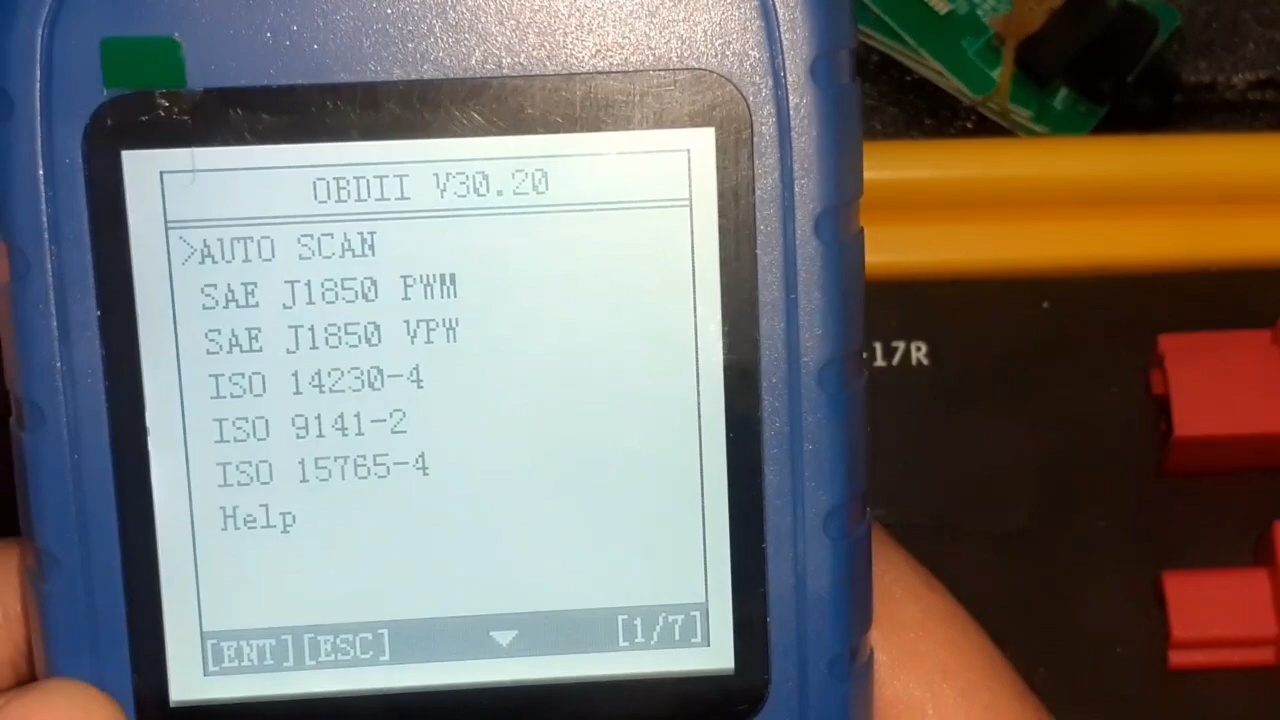 OBDII V30.20
>AUTO SCAN
SAE J1850 PWM
SAE J1850 VPW
ISO 14230-4
ISO 9141-2
ISO 15765-4
Help
[ENT][ESC] ▼ [1/7]
-17R